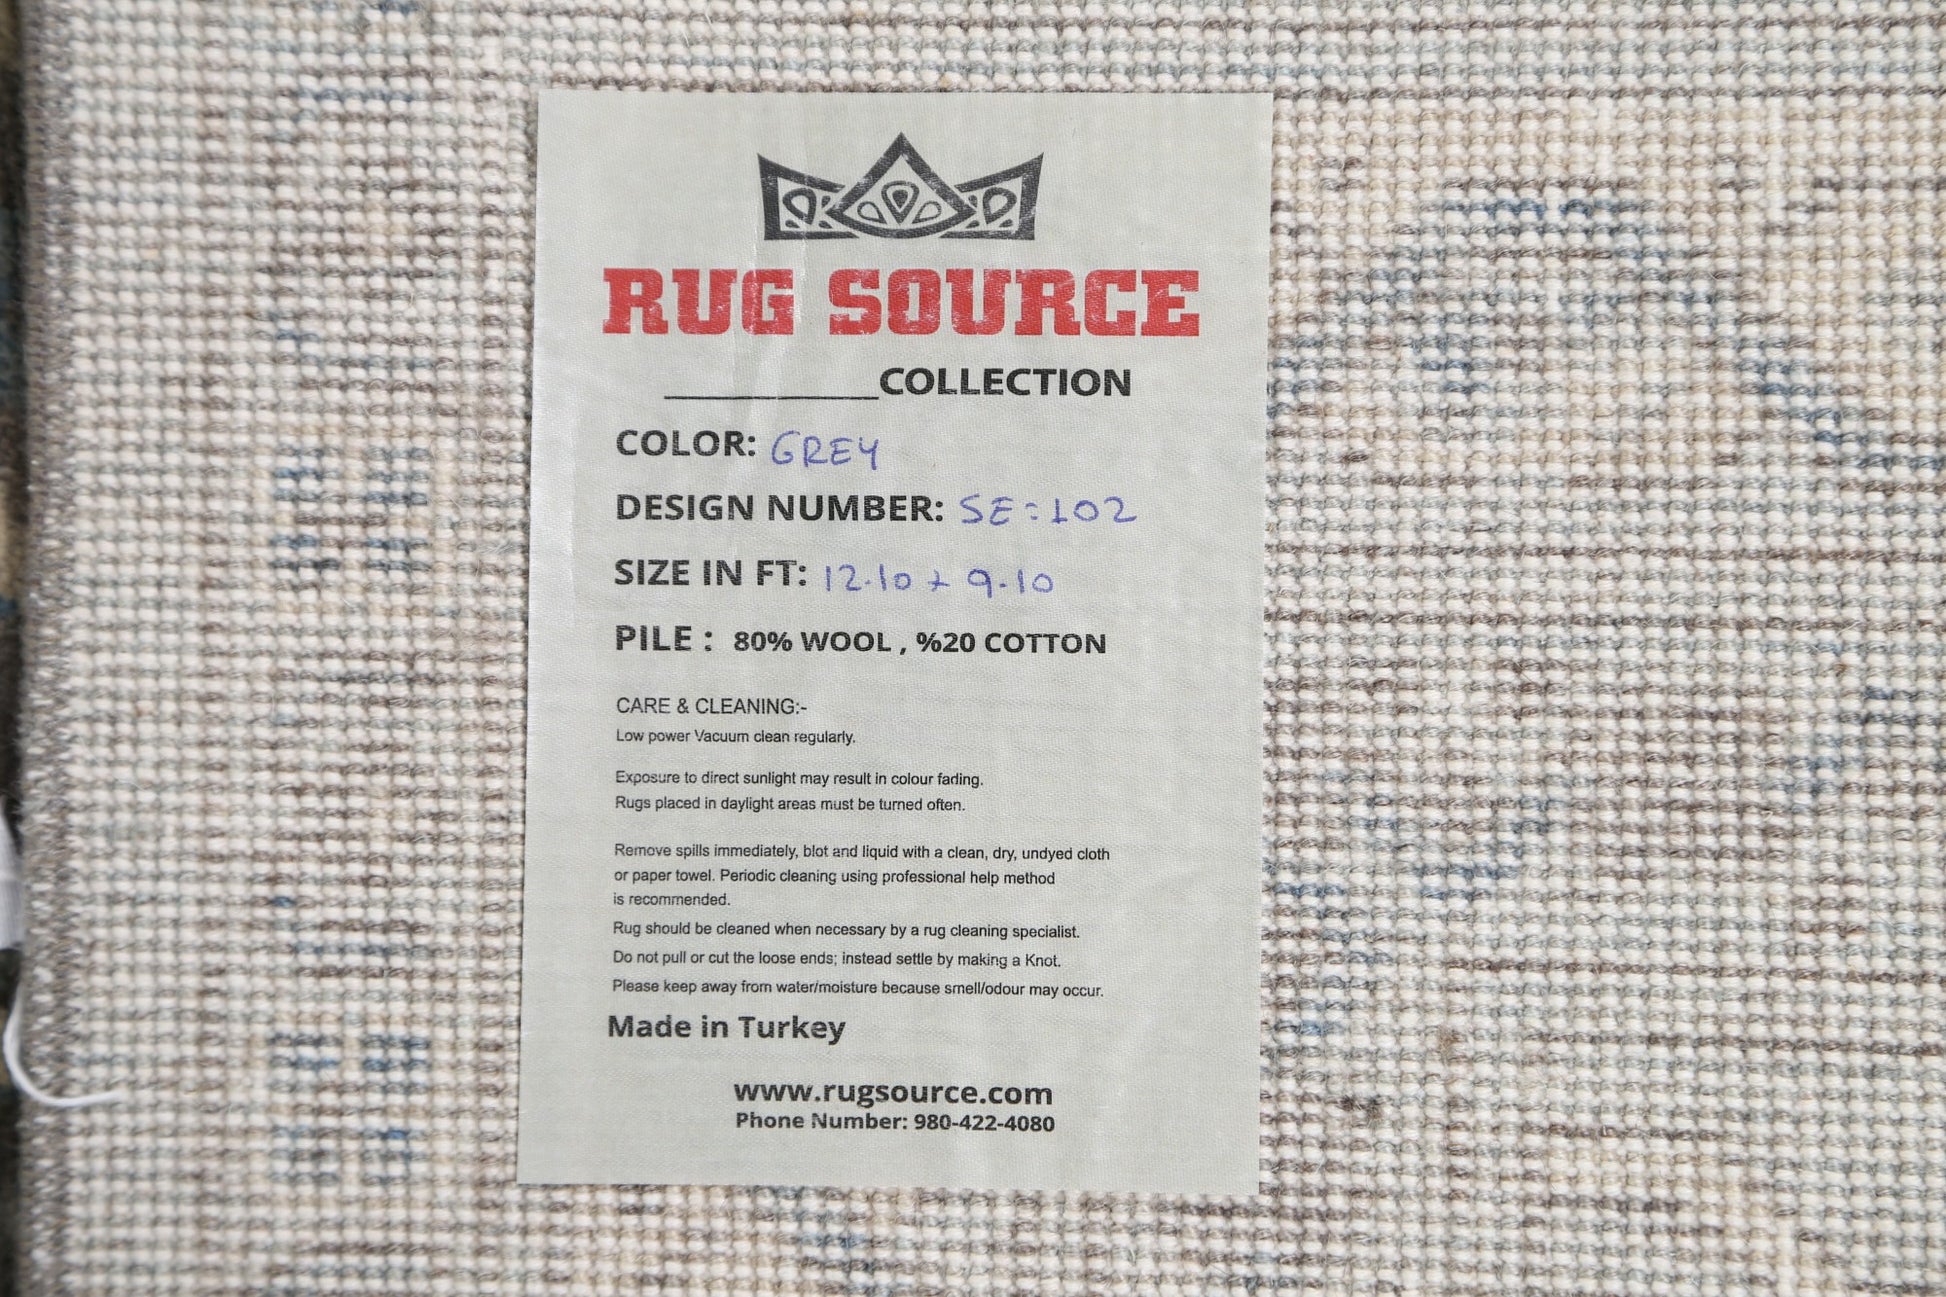 RUG SOURCE
__________COLLECTION
COLOR: GREY
DESIGN NUMBER: SE=102
SIZE IN FT: 12.10 x 9.10
PILE : 80% WOOL , %20 COTTON
CARE & CLEANING:-
Low power Vacuum clean regularly.
Exposure to direct sunlight may result in colour fading.
Rugs placed in daylight areas must be turned often.
Remove spills immediately, blot and liquid with a clean, dry, undyed cloth
or paper towel. Periodic cleaning using professional help method
is recommended.
Rug should be cleaned when necessary by a rug cleaning specialist.
Do not pull or cut the loose ends; instead settle by making a Knot.
Please keep away from water/moisture because smell/odour may occur.
Made in Turkey
www.rugsource.com
Phone Number: 980-422-4080